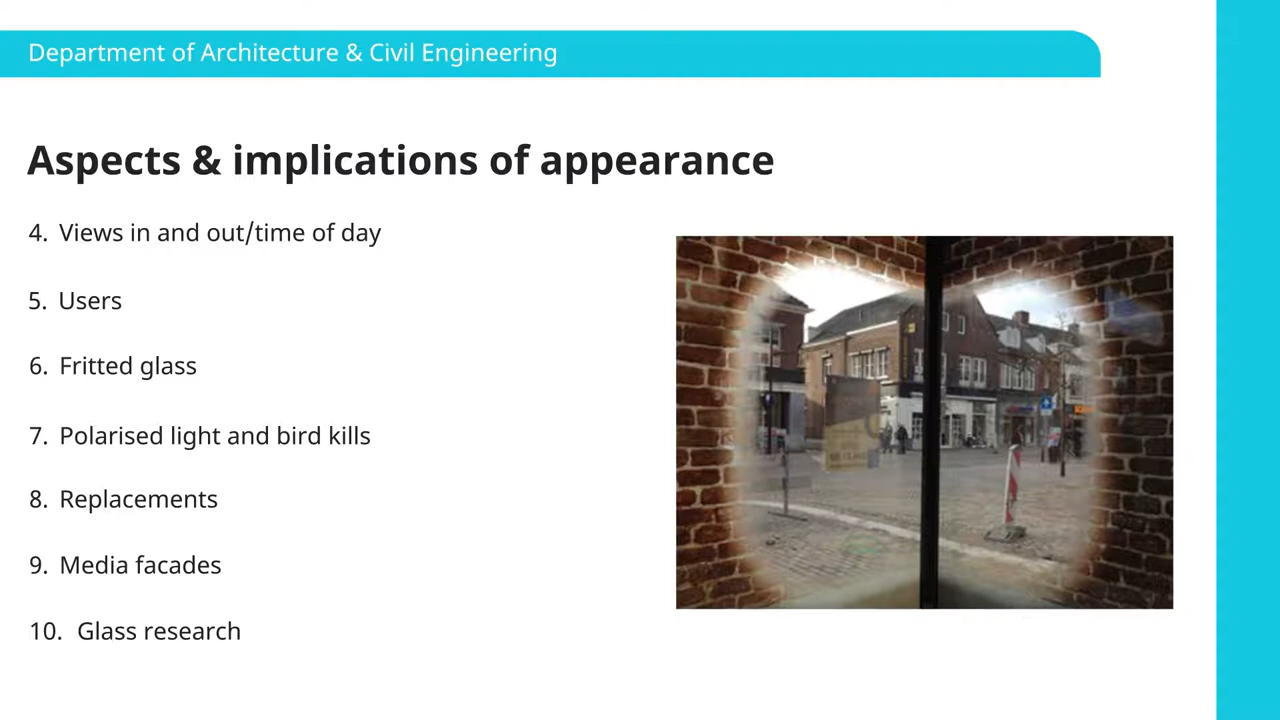 Department of Architecture & Civil Engineering
Aspects & implications of appearance
4. Views in and out/time of day
5. Users
6. Fritted glass
7. Polarised light and bird kills
8. Replacements
9. Media facades
10. Glass research